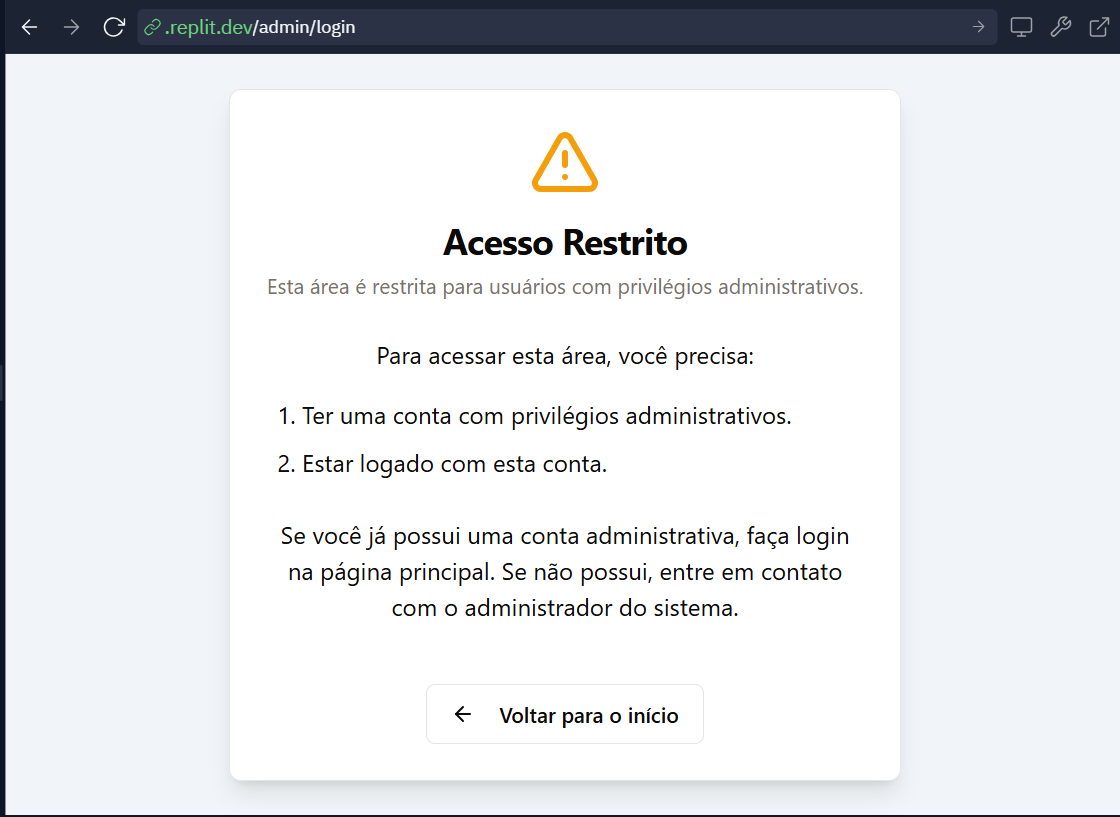 .replit.dev/admin/login
Acesso Restrito
Esta área é restrita para usuários com privilégios administrativos.
Para acessar esta área, você precisa:
1. Ter uma conta com privilégios administrativos.
2. Estar logado com esta conta.
Se você já possui uma conta administrativa, faça login
na página principal. Se não possui, entre em contato
com o administrador do sistema.
Voltar para o início